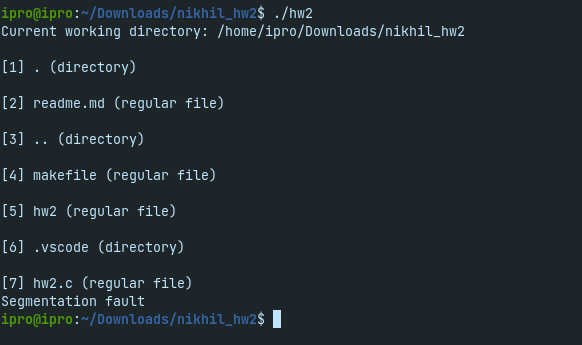 ipro@ipro:~/Downloads/nikhil_hw2$ ./hw2
Current working directory: /home/ipro/Downloads/nikhil_hw2
[1] . (directory)
[2] readme.md (regular file)
[3] .. (directory)
[4] makefile (regular file)
[5] hw2 (regular file)
[6] .vscode (directory)
[7] hw2.c (regular file)
Segmentation fault
ipro@ipro:~/Downloads/nikhil_hw2$